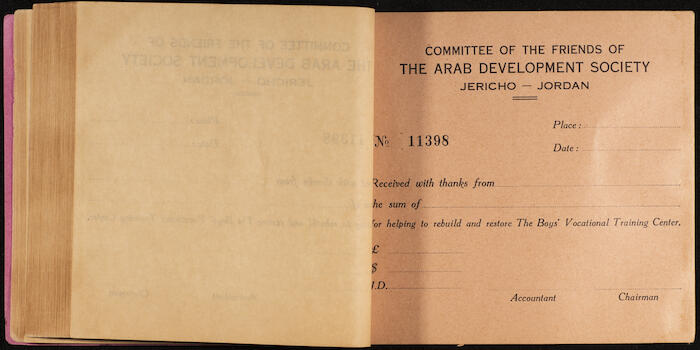 COMMITTEE OF THE FRIENDS OF
THE ARAB DEVELOPMENT SOCIETY
JERICHO — JORDAN
Place :
№ 11398
Date :
Received with thanks from
the sum of
for helping to rebuild and restore The Boys' Vocational Training Center.
£
$
J.D.
Accountant Chairman